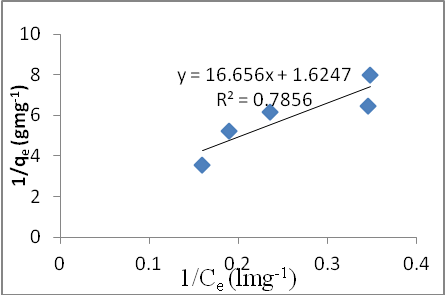 10
8
6
4
2
0
1/qe (gmg-1)
y = 16.656x + 1.6247
R² = 0.7856
0
0.1
0.2
0.3
0.4
1/Ce (lmg-1)